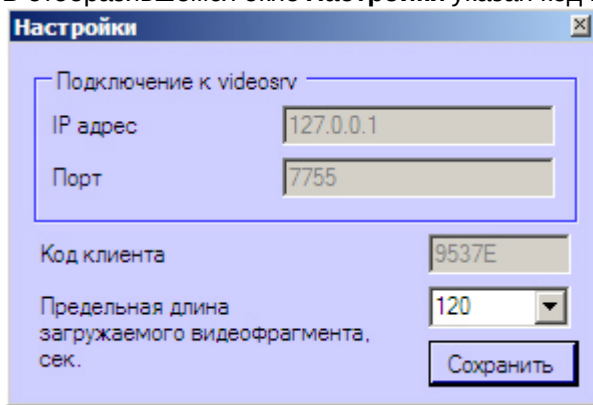 Настройки
Подключение к videosrv
IP адрес 127.0.0.1
Порт 7755
Код клиента 9537E
Предельная длина 120
загружаемого видеофрагмента,
сек. Сохранить